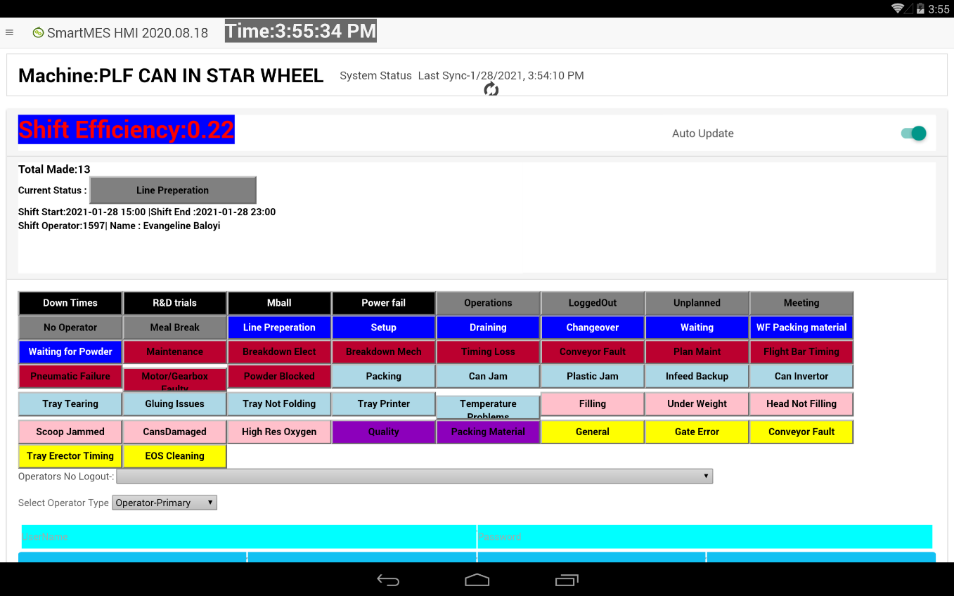 3:55
SmartMES HMI 2020.08.18 Time:3:55:34 PM
Machine:PLF CAN IN STAR WHEEL System Status Last Sync-1/28/2021, 3:54:10 PM
Shift Efficiency:0.22 Auto Update
Total Made:13
Current Status : Line Preperation
Shift Start:2021-01-28 15:00 |Shift End :2021-01-28 23:00
Shift Operator:1597| Name : Evangeline Baloyi
Down Times R&D trials Mball Power fail Operations LoggedOut Unplanned Meeting
No Operator Meal Break Line Preperation Setup Draining Changeover Waiting WF Packing material
Waiting for Powder Maintenance Breakdown Elect Breakdown Mech Timing Loss Conveyor Fault Plan Maint Flight Bar Timing
Pneumatic Failure Motor/Gearbox Faulty Powder Blocked Packing Can Jam Plastic Jam Infeed Backup Can Invertor
Tray Tearing Gluing Issues Tray Not Folding Tray Printer Temperature Problems Filling Under Weight Head Not Filling
Scoop Jammed CansDamaged High Res Oxygen Quality Packing Material General Gate Error Conveyor Fault
Tray Erector Timing EOS Cleaning
Operators No Logout-:
Select Operator Type Operator-Primary
UserName Password